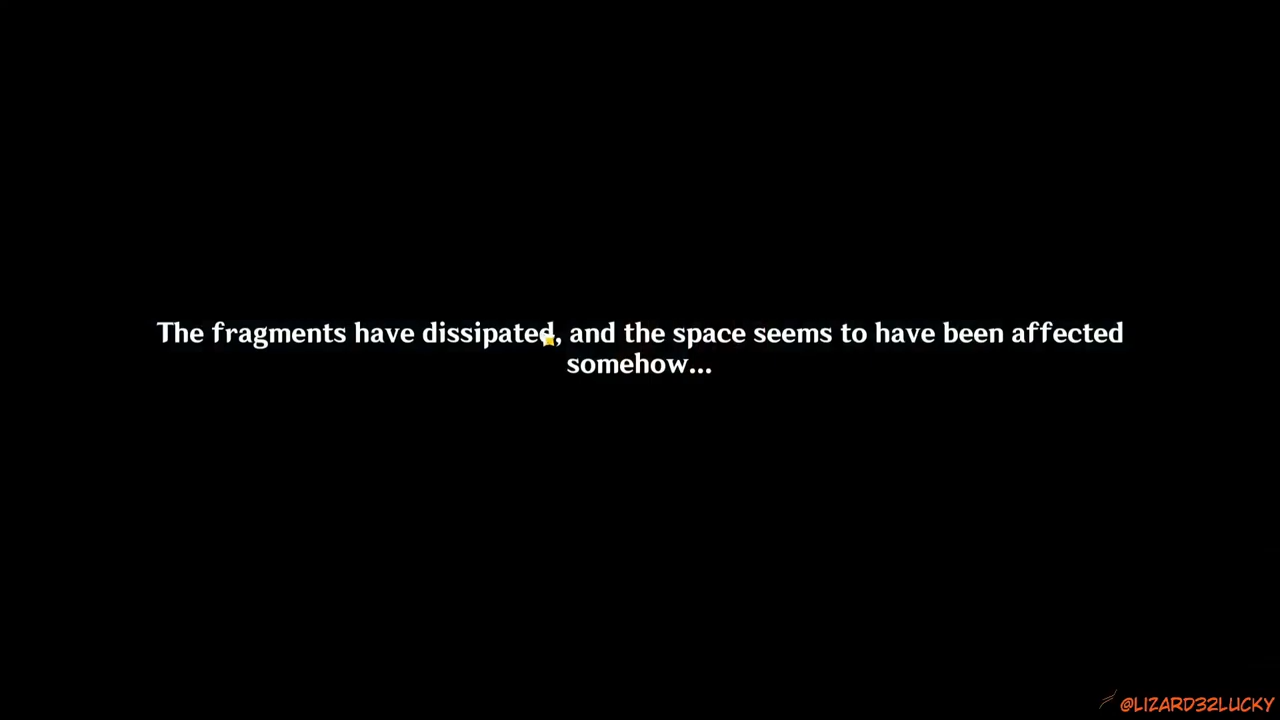 The fragments have dissipated, and the space seems to have been affected
somehow...
@LIZARD32LUCKY